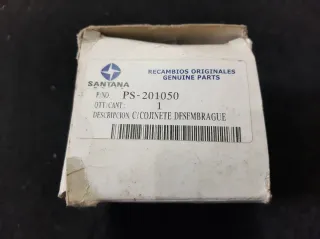 RECAMBIOS ORIGINALES
GENUINE PARTS
SANTANA
P/NO: PS-201050
QTY/CANT: 1
DESCRIPCION. C/COJINETE DESEMBRAGUE